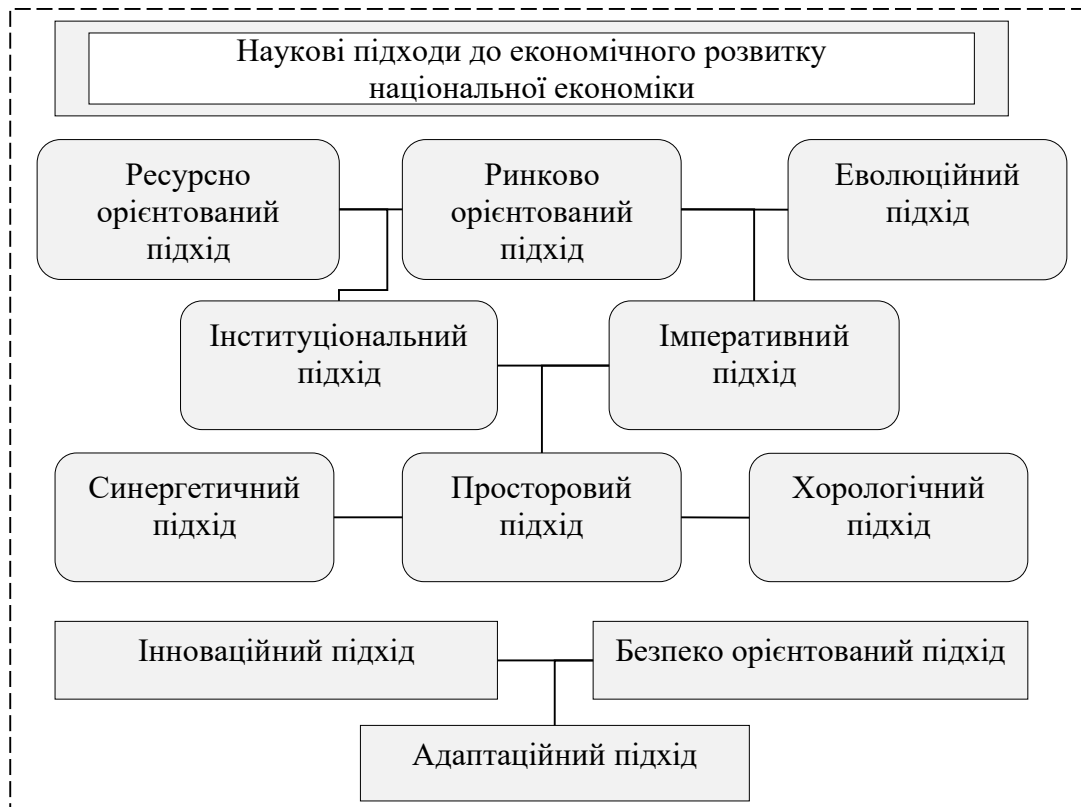 Наукові підходи до економічного розвитку
національної економіки
Ресурсно
орієнтований
підхід
Ринково
орієнтований
підхід
Еволюційний
підхід
Інституціональний
підхід
Імперативний
підхід
Синергетичний
підхід
Просторовий
підхід
Хорологічний
підхід
Інноваційний підхід
Безпеко орієнтований підхід
Адаптаційний підхід